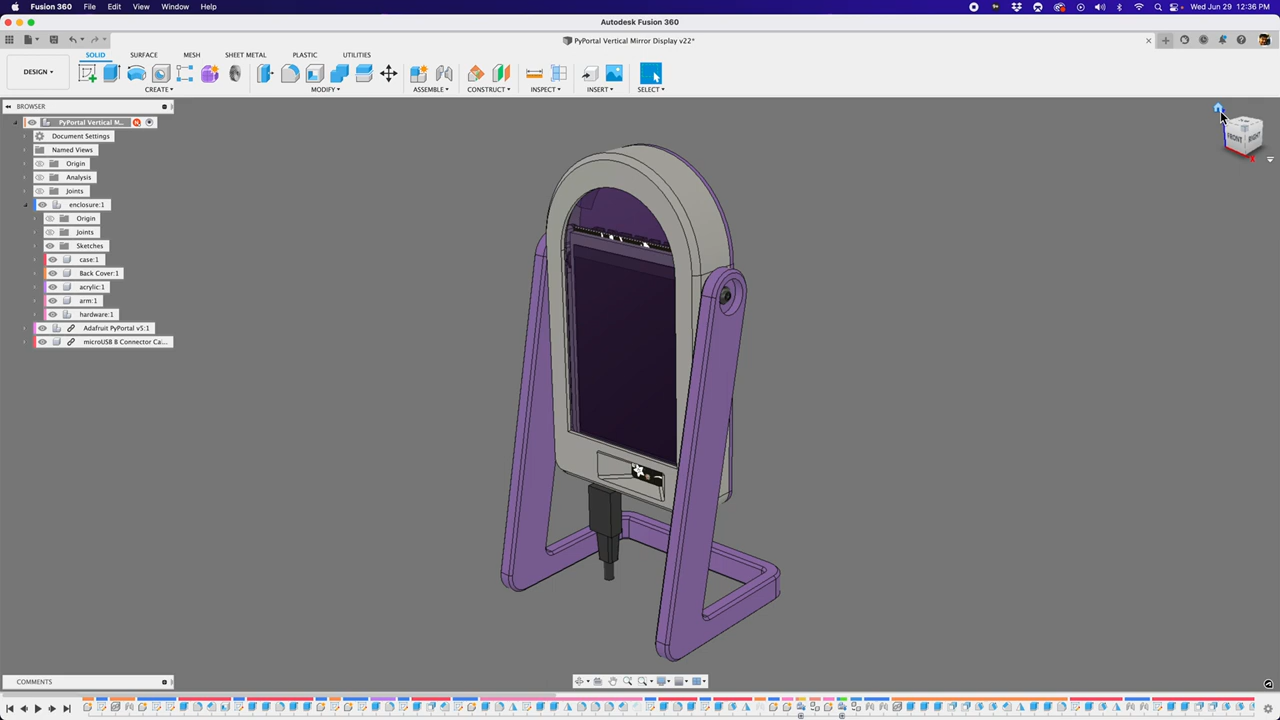 Fusion 360 File Edit View Window Help
Wed Jun 29 12:36 PM
Autodesk Fusion 360
PyPortal Vertical Mirror Display v22*
SOLID SURFACE MESH SHEET METAL PLASTIC UTILITIES
DESIGN
CREATE MODIFY ASSEMBLE CONSTRUCT INSPECT INSERT SELECT
BROWSER
PyPortal Vertical M...
Document Settings
Named Views
Origin
Analysis
Joints
enclosure:1
Origin
Joints
Sketches
case:1
Back Cover:1
acrylic:1
arm:1
hardware:1
Adafruit PyPortal v5:1
microUSB B Connector Ca...
FRONT RIGHT
X
COMMENTS